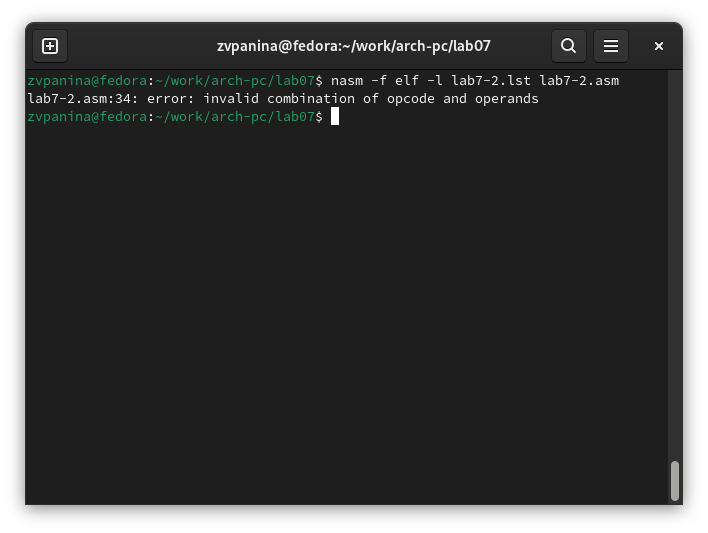 zvpanina@fedora:~/work/arch-pc/lab07
zvpanina@fedora:~/work/arch-pc/lab07$ nasm -f elf -l lab7-2.lst lab7-2.asm
lab7-2.asm:34: error: invalid combination of opcode and operands
zvpanina@fedora:~/work/arch-pc/lab07$